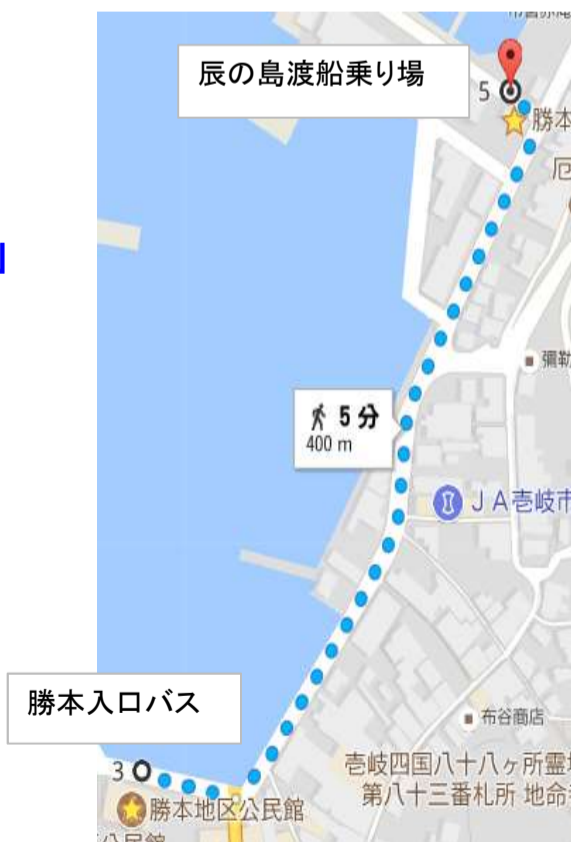 辰の島渡船乗り場
5
勝本
厄
彌勒
5 分
400 m
JA壱岐市
勝本入口バス
布谷商店
3
壱岐四国八十八ヶ所霊場
第八十三番札所 地命
勝本地区公民館